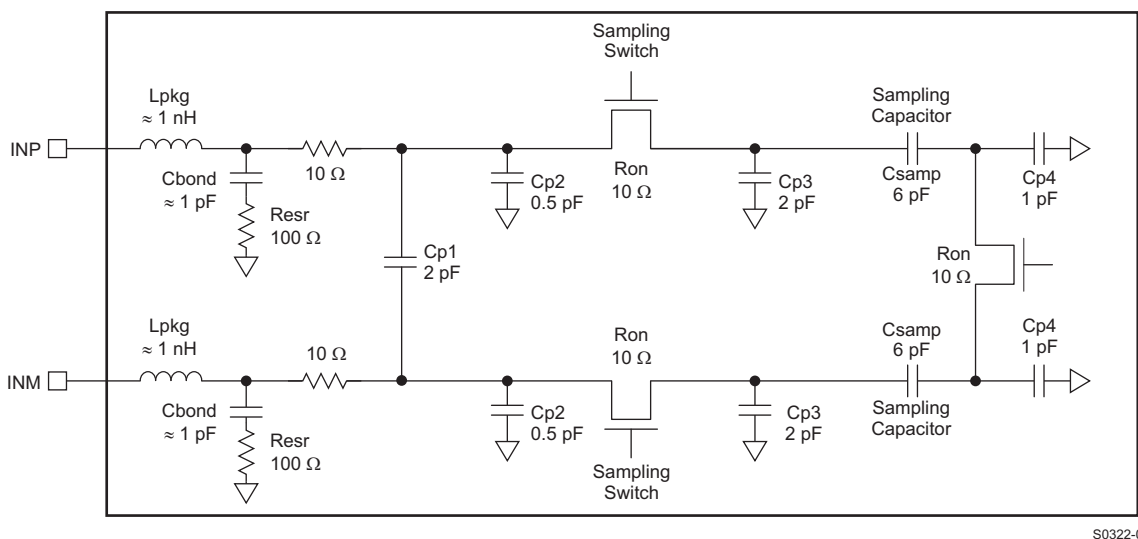 Sampling
Switch
Lpkg
≈ 1 nH
Sampling
Capacitor
INP
10 Ω
Cbond
≈ 1 pF
Resr
100 Ω
Cp2
0.5 pF
Ron
10 Ω
Cp3
2 pF
Csamp
6 pF
Cp4
1 pF
Cp1
2 pF
Ron
10 Ω
Lpkg
≈ 1 nH
10 Ω
Ron
10 Ω
Csamp
6 pF
Cp4
1 pF
INM
Cbond
≈ 1 pF
Resr
100 Ω
Cp2
0.5 pF
Sampling
Switch
Cp3
2 pF
Sampling
Capacitor